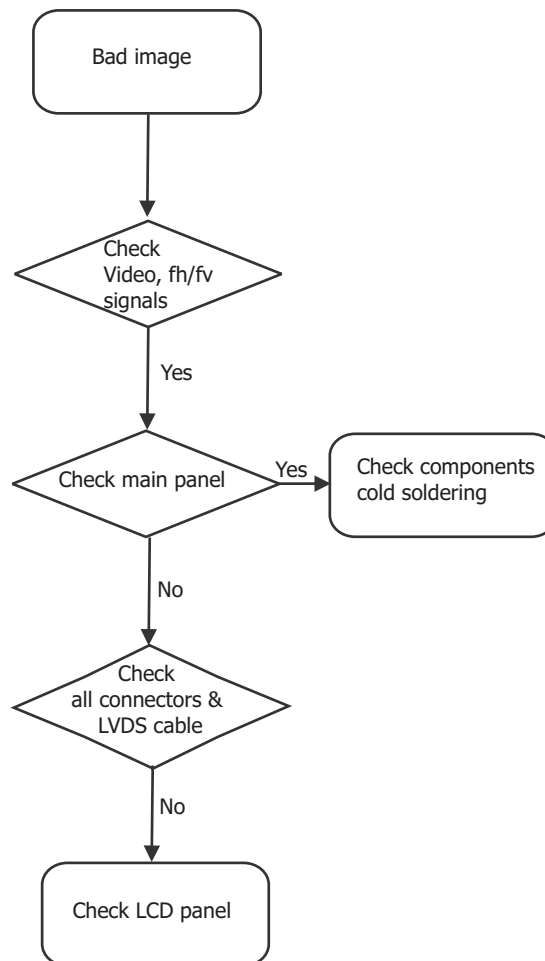 Bad image
Check
Video, fh/fv
signals
Yes
Check main panel
Yes
Check components
cold soldering
No
Check
all connectors &
LVDS cable
No
Check LCD panel